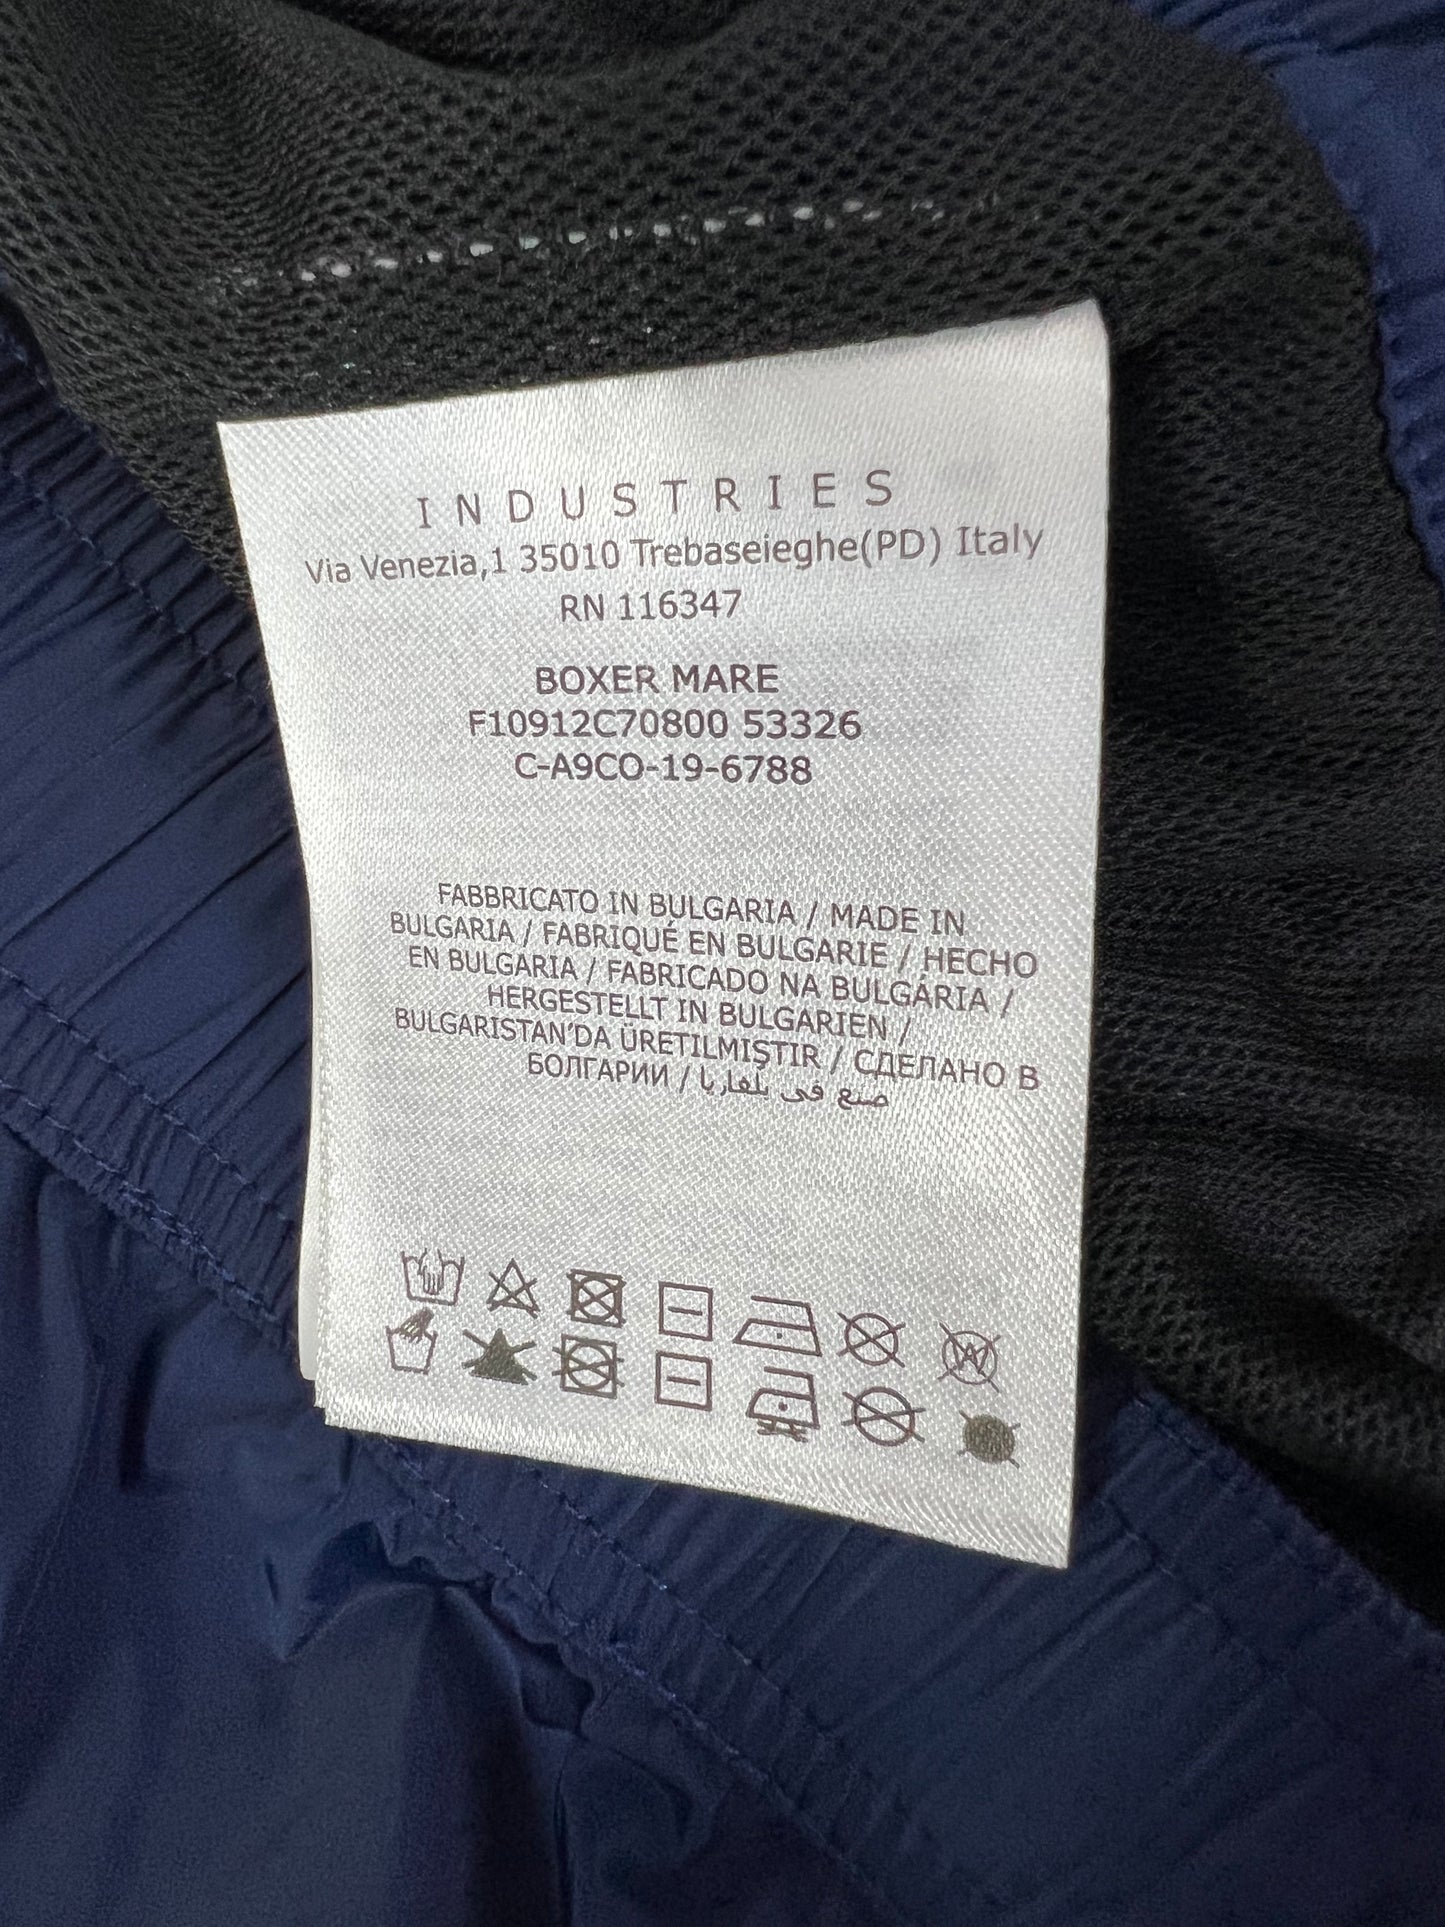 INDUSTRIES
Via Venezia,1 35010 Trebaseieghe(PD) Italy
RN 116347
BOXER MARE
F10912C70800 53326
C-A9CO-19-6788
FABBRICATO IN BULGARIA / MADE IN
BULGARIA / FABRIQUÉ EN BULGARIE / HECHO
EN BULGARIA / FABRICADO NA BULGÁRIA /
HERGESTELLT IN BULGARIEN /
BULGARISTAN'DA ÜRETILMIŞTIR / СДЕЛАНО В
БОЛГАРИИ / صنع في بلغاريا
W